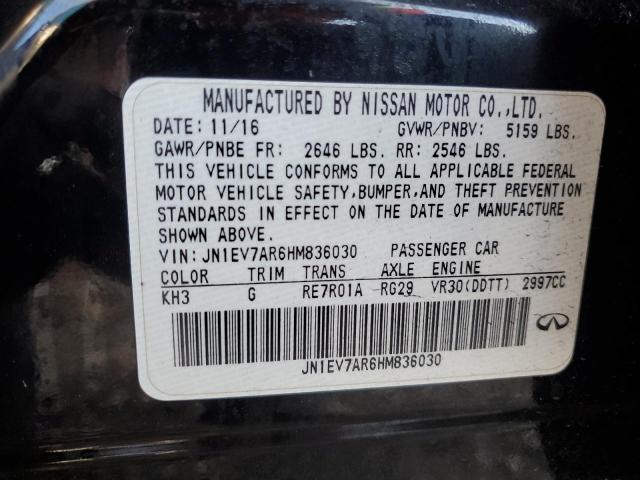 MANUFACTURED BY NISSAN MOTOR CO.,LTD.
DATE: 11/16 GVWR/PNBV: 5159 LBS.
GAWR/PNBE FR: 2646 LBS. RR: 2546 LBS.
THIS VEHICLE CONFORMS TO ALL APPLICABLE FEDERAL
MOTOR VEHICLE SAFETY,BUMPER,AND THEFT PREVENTION
STANDARDS IN EFFECT ON THE DATE OF MANUFACTURE
SHOWN ABOVE.
VIN: JN1EV7AR6HM836030 PASSENGER CAR
COLOR TRIM TRANS AXLE ENGINE
KH3 G RE7R01A RG29 VR30(DDTT) 2997CC
JN1EV7AR6HM836030